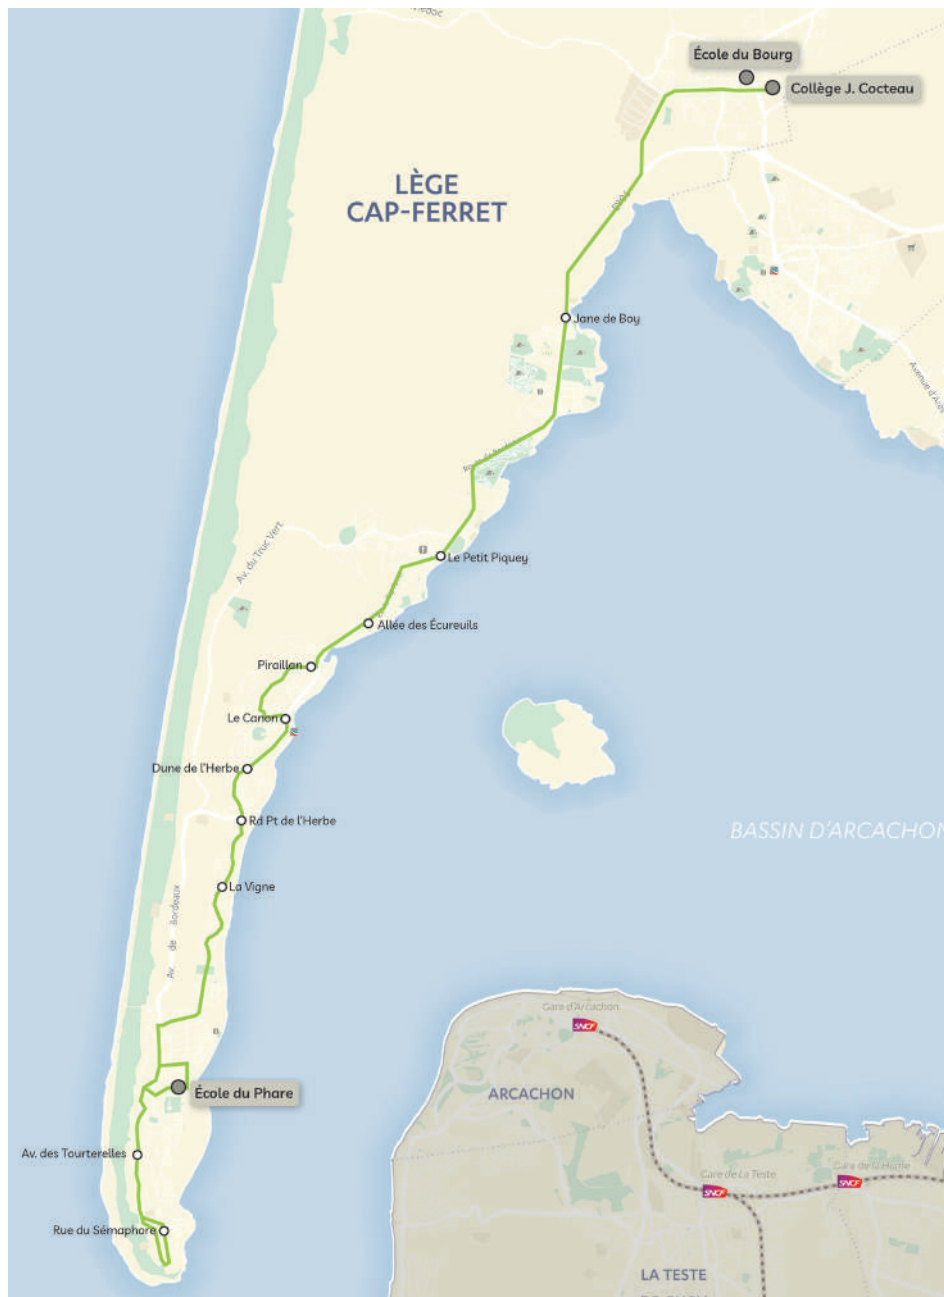 École du Bourg
Collège J. Cocteau
LÈGE
CAP-FERRET
Jane de Boy
Le Petit Piquey
Av. du Truc Vert
Allée des Écureuils
Piraillan
Le Canon
Dune de l'Herbe
Rd Pt de l'Herbe
BASSIN D'ARCACHON
La Vigne
Av. de Bordeaux
Gare d'Arcachon
SNCF
École du Phare
ARCACHON
Av. des Tourterelles
Gare de La Teste
SNCF
SNCF
Rue du Sémaphore
LA TESTE